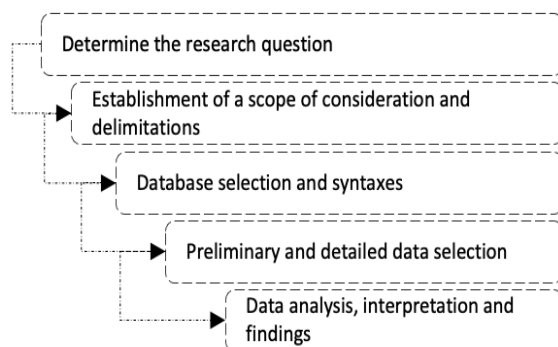 Determine the research question
Establishment of a scope of consideration and
delimitations
Database selection and syntaxes
Preliminary and detailed data selection
Data analysis, interpretation and
findings